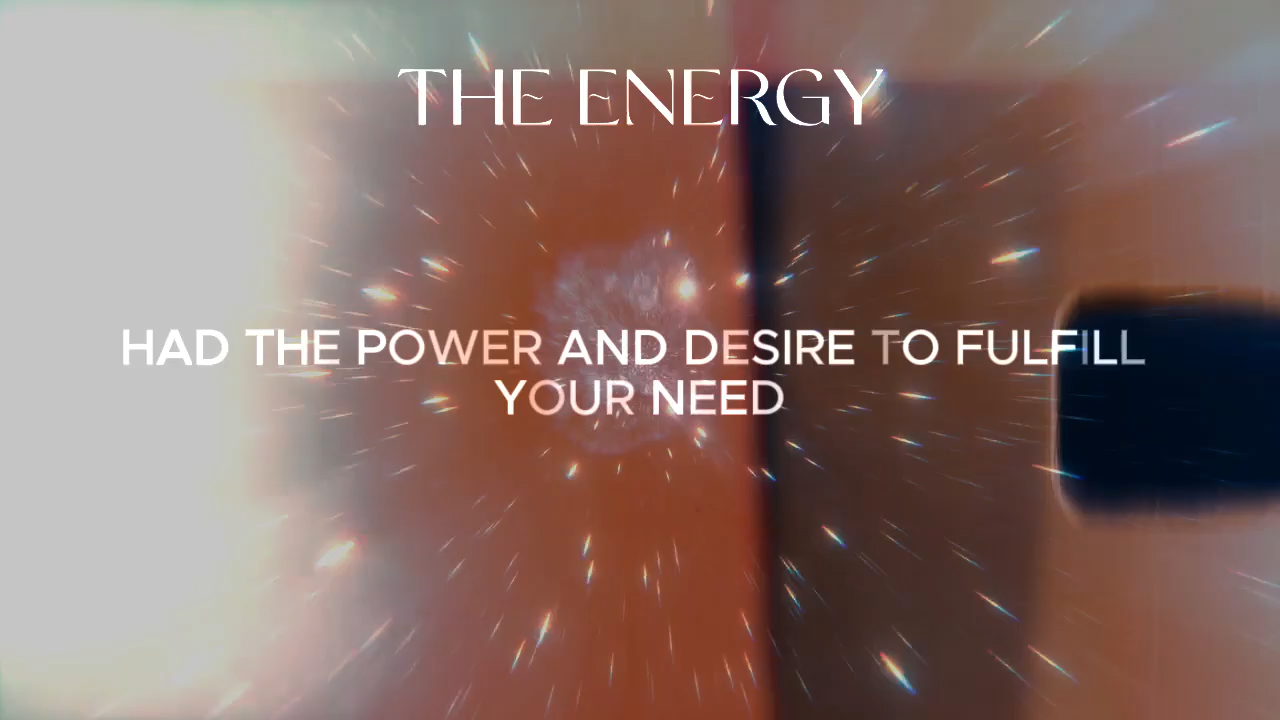 THE ENERGY
HAD THE POWER AND DESIRE TO FULFILL
YOUR NEED